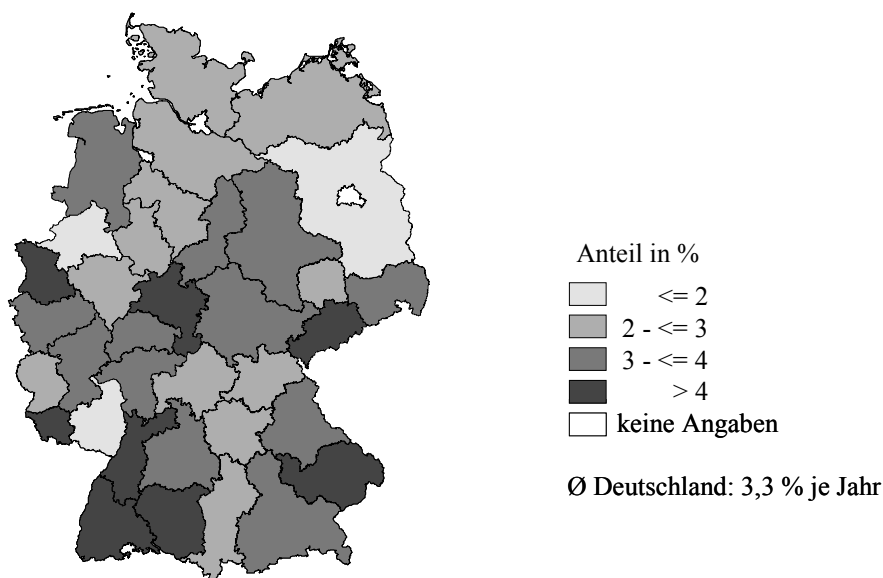 Anteil in %
<= 2
2 - <= 3
3 - <= 4
> 4
keine Angaben
Ø Deutschland: 3,3 % je Jahr